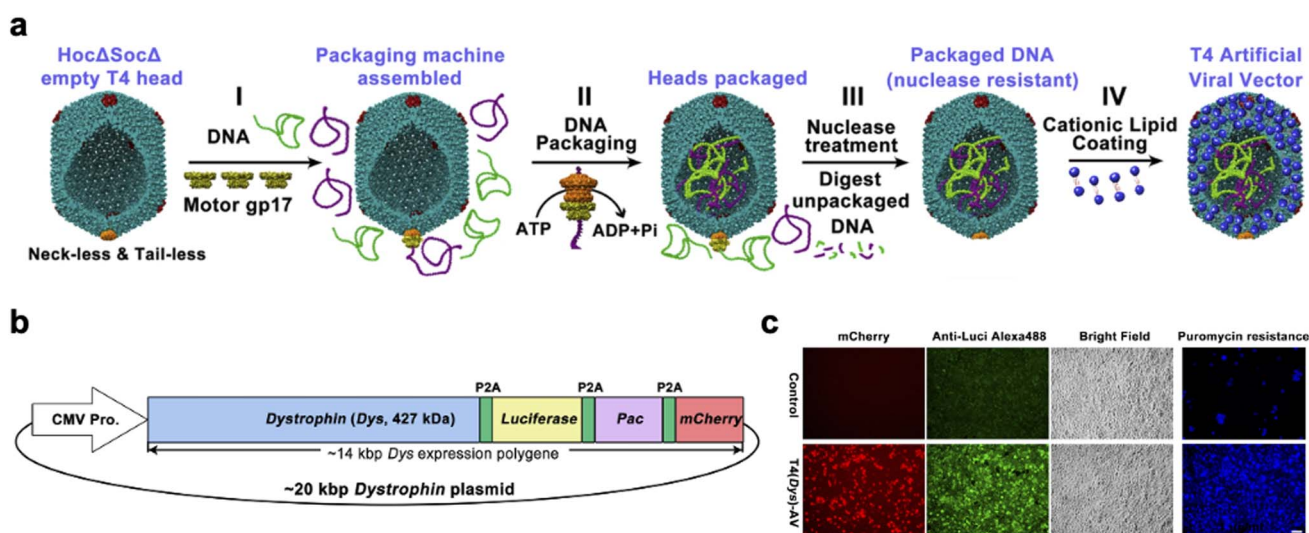 a
HocΔSocΔ
empty T4 head
Neck-less & Tail-less
I
DNA
Motor gp17
Packaging machine
assembled
II
DNA
Packaging
ATP
ADP+Pi
Heads packaged
III
Nuclease
treatment
Digest
unpackaged
DNA
Packaged DNA
(nuclease resistant)
IV
Cationic Lipid
Coating
T4 Artificial
Viral Vector
b
CMV Pro.
Dystrophin (Dys, 427 kDa)
P2A
Luciferase
P2A
Pac
P2A
mCherry
~14 kbp Dys expression polygene
~20 kbp Dystrophin plasmid
c
mCherry
Anti-Luci Alexa488
Bright Field
Puromycin resistance
Control
T4(Dys)-AV